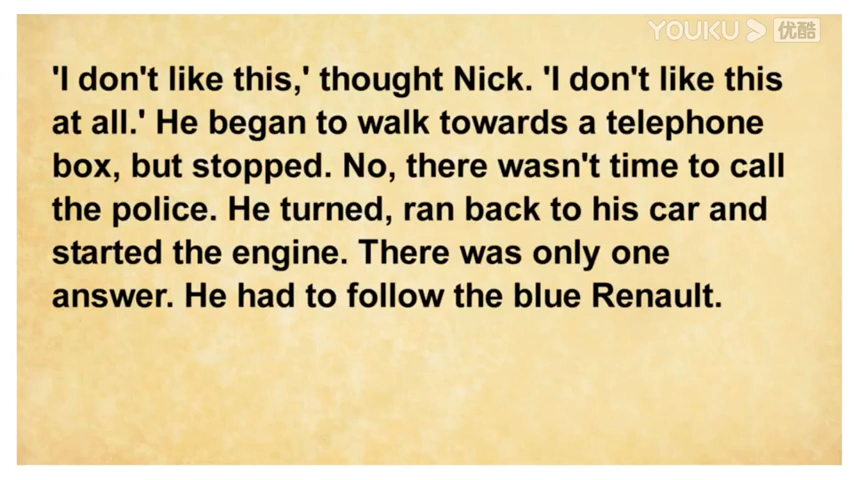 YOUKU 优酷
'I don't like this,' thought Nick. 'I don't like this
at all.' He began to walk towards a telephone
box, but stopped. No, there wasn't time to call
the police. He turned, ran back to his car and
started the engine. There was only one
answer. He had to follow the blue Renault.